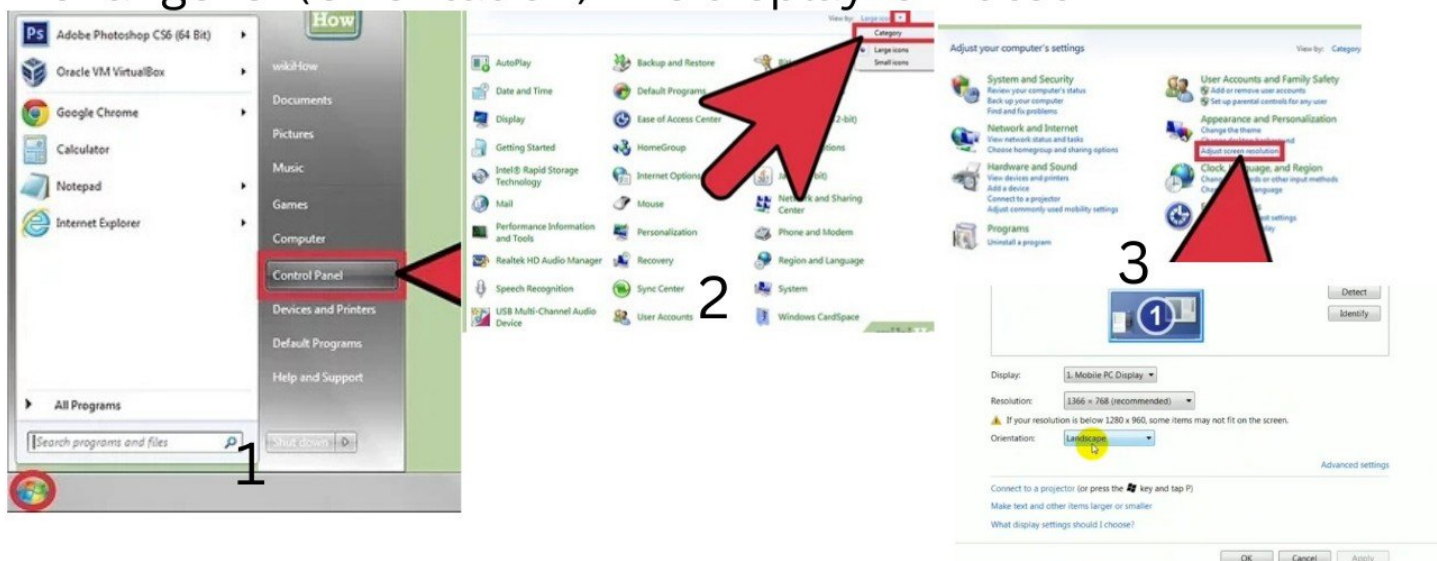 How
Adobe Photoshop CS6 (64 Bit)
Oracle VM VirtualBox
Google Chrome
Calculator
Notepad
Internet Explorer
All Programs
Search programs and files
wikiHow
Documents
Pictures
Music
Games
Computer
Control Panel
Devices and Printers
Default Programs
Help and Support
Shut down
1
View by: Large icons
Category
Large icons
Small icons
AutoPlay
Backup and Restore
Date and Time
Default Programs
Display
Ease of Access Center
Getting Started
HomeGroup
Intel® Rapid Storage
Technology
Internet Options
Mail
Mouse
Network and Sharing
Center
Performance Information
and Tools
Personalization
Phone and Modem
Realtek HD Audio Manager
Recovery
Region and Language
Speech Recognition
Sync Center
System
USB Multi-Channel Audio
Device
User Accounts
Windows CardSpace
2
Adjust your computer's settings
View by: Category
System and Security
Review your computer's status
Back up your computer
Find and fix problems
Network and Internet
View network status and tasks
Choose homegroup and sharing options
Hardware and Sound
View devices and printers
Add a device
Connect to a projector
Adjust commonly used mobility settings
Programs
Uninstall a program
User Accounts and Family Safety
Add or remove user accounts
Set up parental controls for any user
Appearance and Personalization
Change the theme
Adjust screen resolution
Clock, Language, and Region
3
Detect
Identify
1
Display: 1. Mobile PC Display
Resolution: 1366 × 768 (recommended)
If your resolution is below 1280 x 960, some items may not fit on the screen.
Orientation: Landscape
Advanced settings
Connect to a projector (or press the key and tap P)
Make text and other items larger or smaller
What display settings should I choose?
OK Cancel Apply